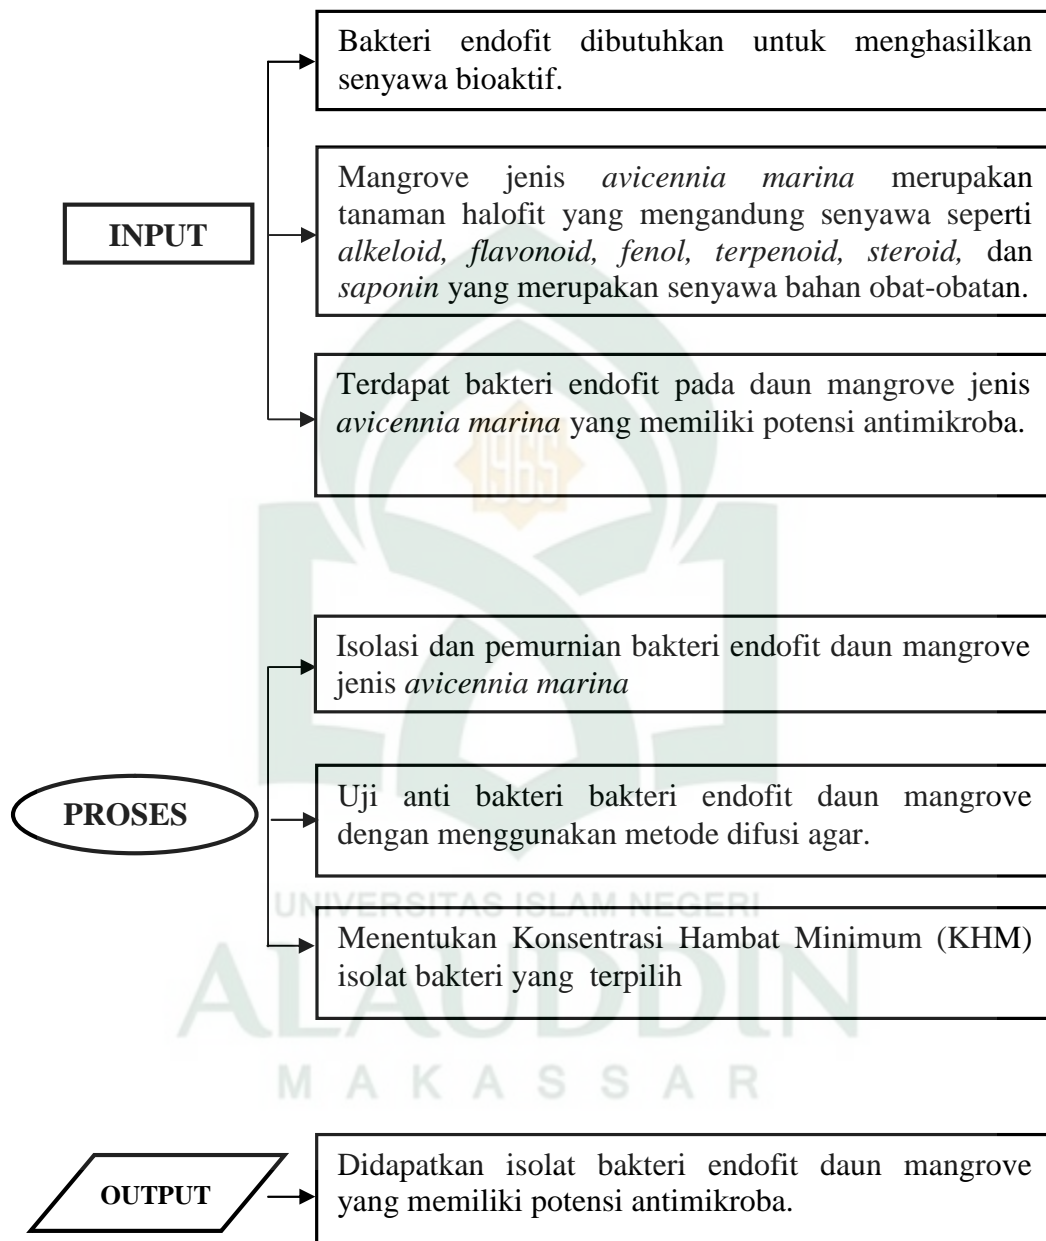 Bakteri endofit dibutuhkan untuk menghasilkan
senyawa bioaktif.
INPUT
Mangrove jenis avicennia marina merupakan
tanaman halofit yang mengandung senyawa seperti
alkeloid, flavonoid, fenol, terpenoid, steroid, dan
saponin yang merupakan senyawa bahan obat-obatan.
Terdapat bakteri endofit pada daun mangrove jenis
avicennia marina yang memiliki potensi antimikroba.
1965
Isolasi dan pemurnian bakteri endofit daun mangrove
jenis avicennia marina
PROSES
Uji anti bakteri bakteri endofit daun mangrove
dengan menggunakan metode difusi agar.
UNIVERSITAS ISLAM NEGERI
Menentukan Konsentrasi Hambat Minimum (KHM)
isolat bakteri yang terpilih
ALAUDDIN
MAKASSAR
OUTPUT
Didapatkan isolat bakteri endofit daun mangrove
yang memiliki potensi antimikroba.